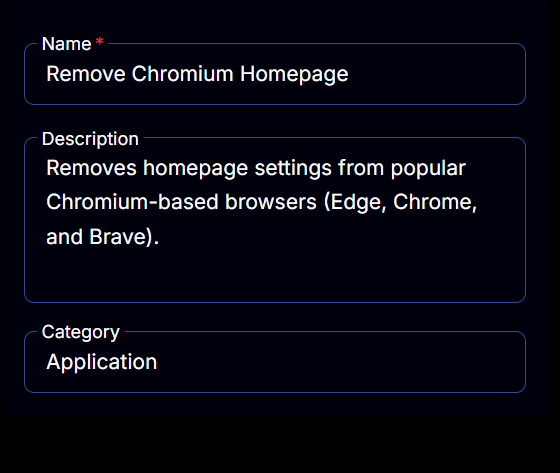 Name *
Remove Chromium Homepage
Description
Removes homepage settings from popular
Chromium-based browsers (Edge, Chrome,
and Brave).
Category
Application